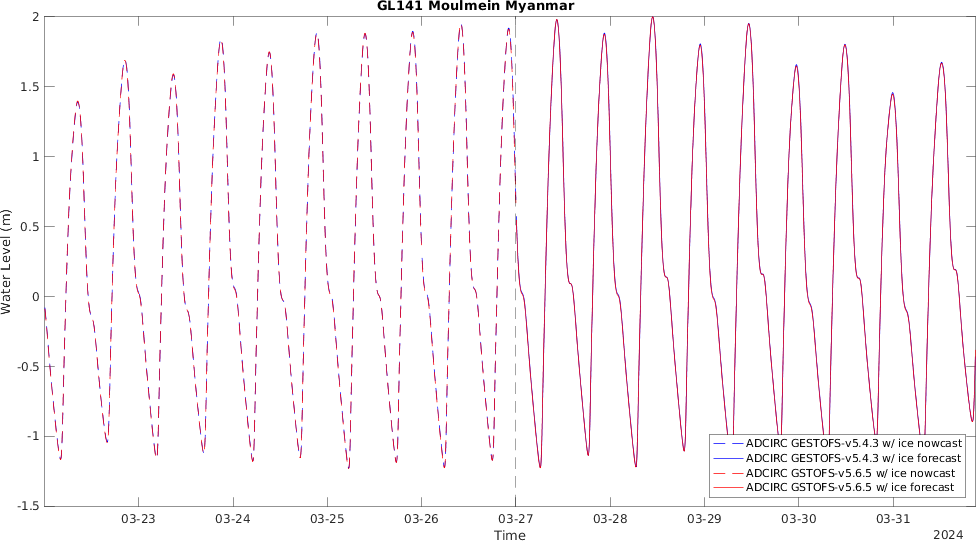 GL141 Moulmein Myanmar
2
1.5
1
0.5
0
-0.5
-1
-1.5
Water Level (m)
ADCIRC GESTOFS-v5.4.3 w/ ice nowcast
ADCIRC GESTOFS-v5.4.3 w/ ice forecast
ADCIRC GSTOFS-v5.6.5 w/ ice nowcast
ADCIRC GSTOFS-v5.6.5 w/ ice forecast
03-23 03-24 03-25 03-26 03-27 03-28 03-29 03-30 03-31
Time
2024